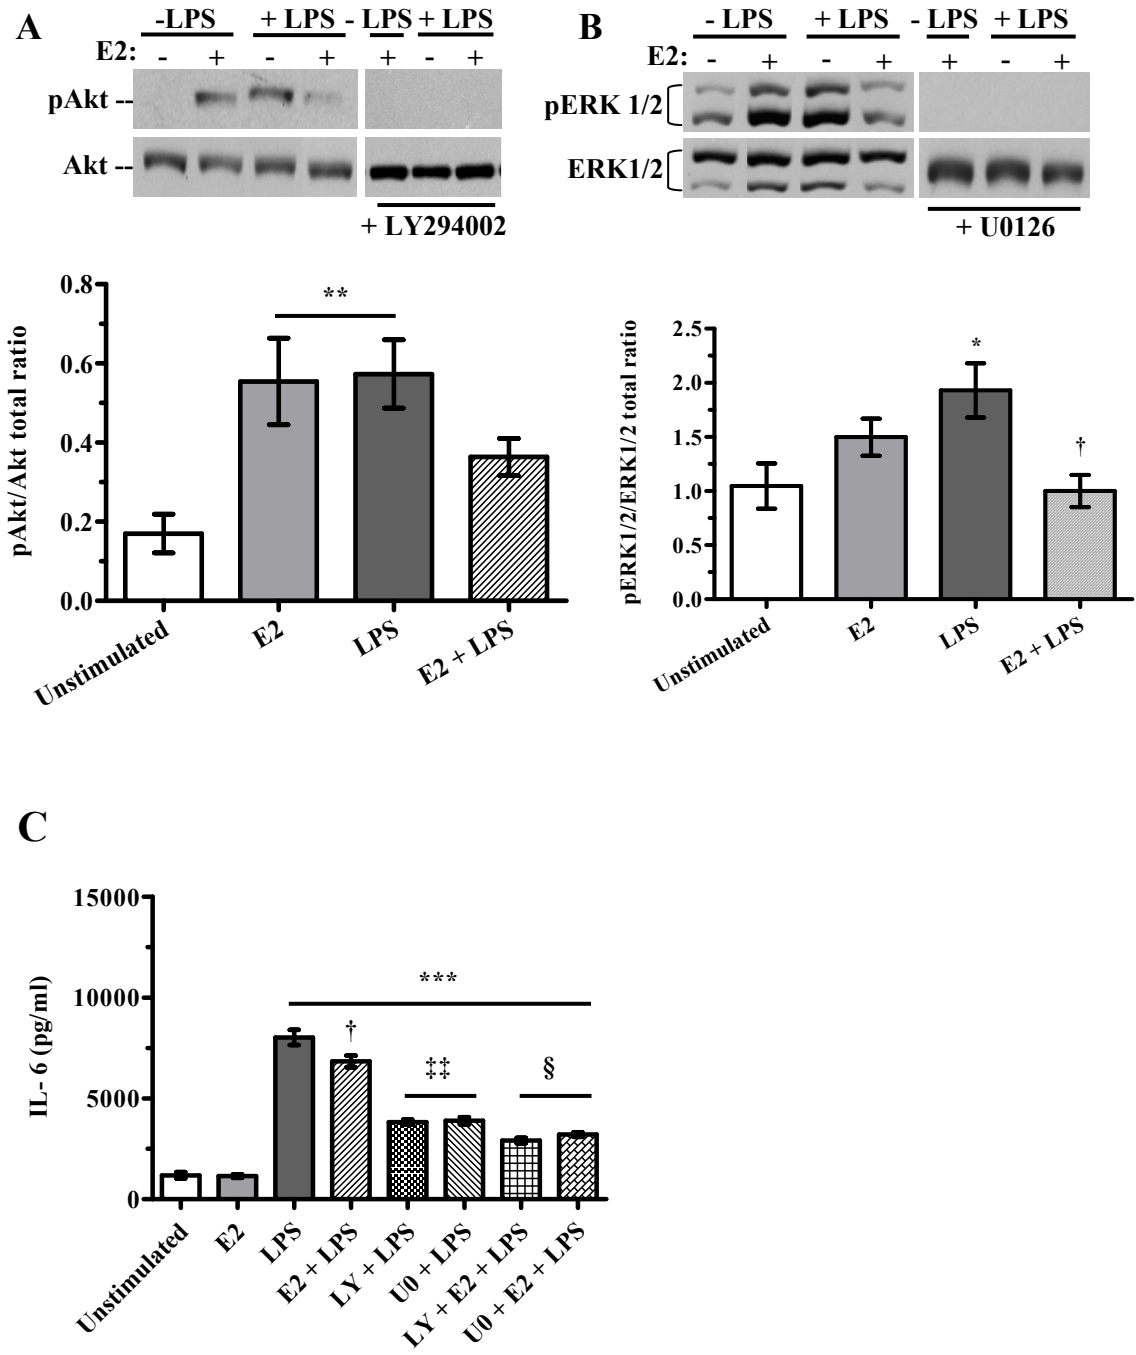 A
-LPS + LPS - LPS + LPS
E2: - + - + + - +
pAkt --
Akt --
+ LY294002
B
- LPS + LPS - LPS + LPS
E2: - + - + + - +
pERK 1/2
ERK1/2
+ U0126
pAkt/Akt total ratio
0.8
0.6
0.4
0.2
0.0
**
Unstimulated
E2
LPS
E2 + LPS
pERK1/2/ERK1/2 total ratio
2.5
2.0
1.5
1.0
0.5
0.0
*
†
Unstimulated
E2
LPS
E2 + LPS
C
IL- 6 (pg/ml)
15000
10000
5000
0
***
†
‡‡
§
Unstimulated
E2
LPS
E2 + LPS
LY + LPS
U0 + LPS
LY + E2 + LPS
U0 + E2 + LPS